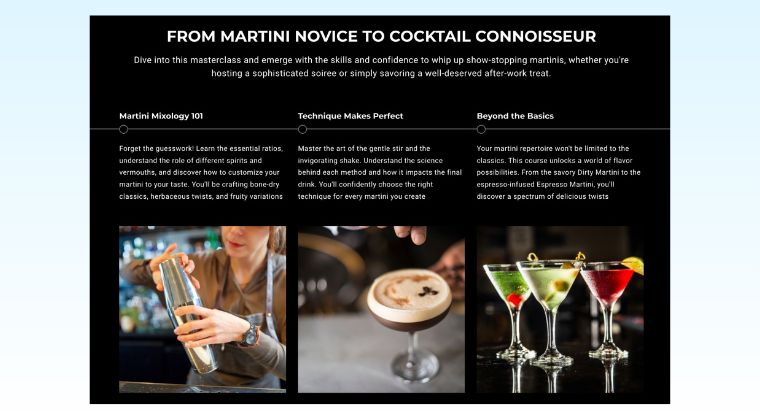 FROM MARTINI NOVICE TO COCKTAIL CONNOISSEUR
Dive into this masterclass and emerge with the skills and confidence to whip up show-stopping martinis, whether you're
hosting a sophisticated soiree or simply savoring a well-deserved after-work treat.
Martini Mixology 101
Forget the guesswork! Learn the essential ratios,
understand the role of different spirits and
vermouths, and discover how to customize your
martini to your taste. You'll be crafting bone-dry
classics, herbaceous twists, and fruity variations
Technique Makes Perfect
Master the art of the gentle stir and the
invigorating shake. Understand the science
behind each method and how it impacts the final
drink. You'll confidently choose the right
technique for every martini you create
Beyond the Basics
Your martini repertoire won't be limited to the
classics. This course unlocks a world of flavor
possibilities. From the savory Dirty Martini to the
espresso-infused Espresso Martini, you'll
discover a spectrum of delicious twists